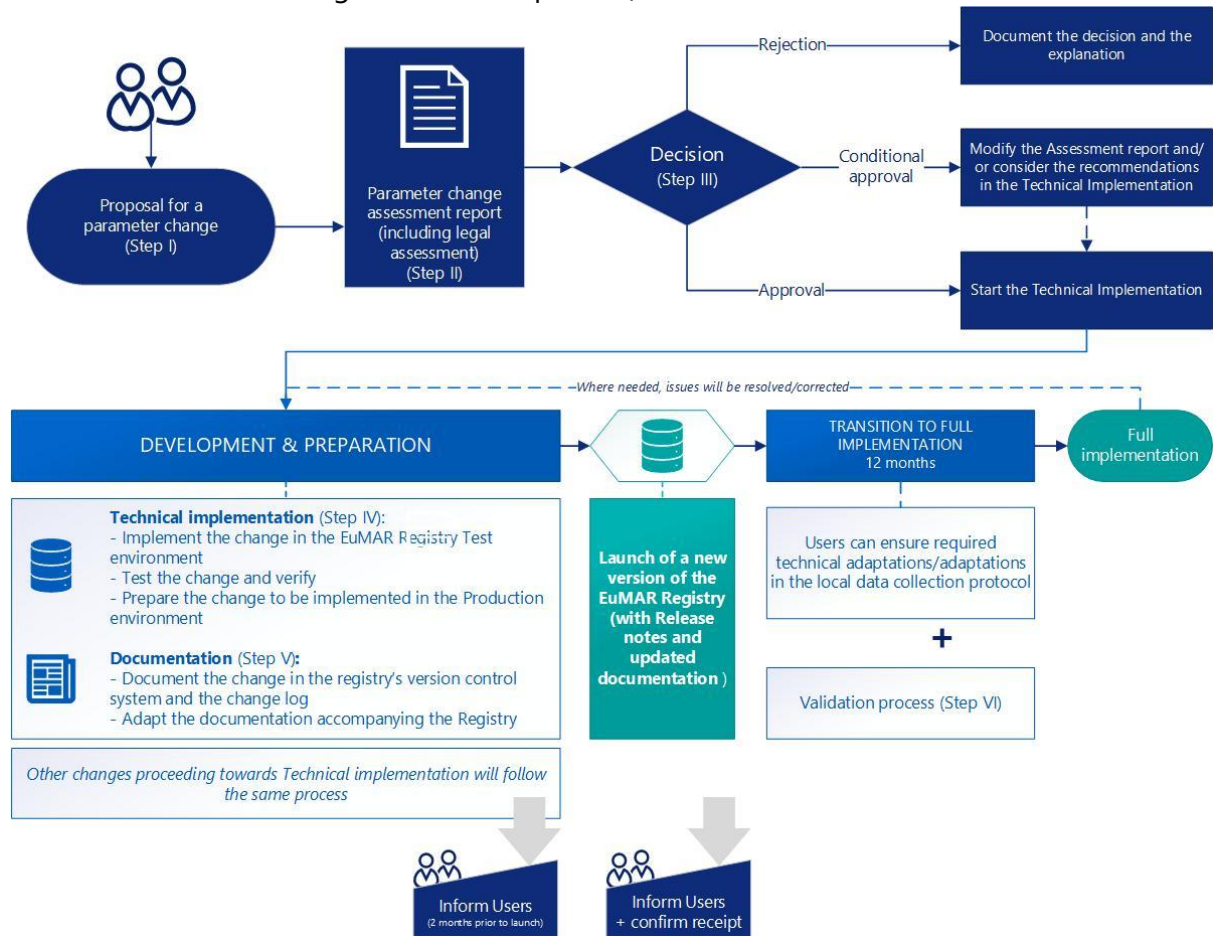 Rejection
Document the decision and the
explanation
Proposal for a
parameter change
(Step I)
Parameter change
assessment report
(including legal
assessment)
(Step II)
Decision
(Step III)
Conditional
approval
Modify the Assessment report and/
or consider the recommendations
in the Technical Implementation
Approval
Start the Technical Implementation
Where needed, issues will be resolved/corrected
DEVELOPMENT & PREPARATION
TRANSITION TO FULL
IMPLEMENTATION
12 months
Full
implementation
Technical implementation (Step IV):
- Implement the change in the EuMAR Registry Test
environment
- Test the change and verify
- Prepare the change to be implemented in the Production
environment
Documentation (Step V):
- Document the change in the registry's version control
system and the change log
- Adapt the documentation accompanying the Registry
Launch of a new
version of the
EuMAR Registry
(with Release
notes and
updated
documentation )
Users can ensure required
technical adaptations/adaptations
in the local data collection protocol
+
Validation process (Step VI)
Other changes proceeding towards Technical implementation will follow
the same process
Inform Users
(2 months prior to launch)
Inform Users
+ confirm receipt